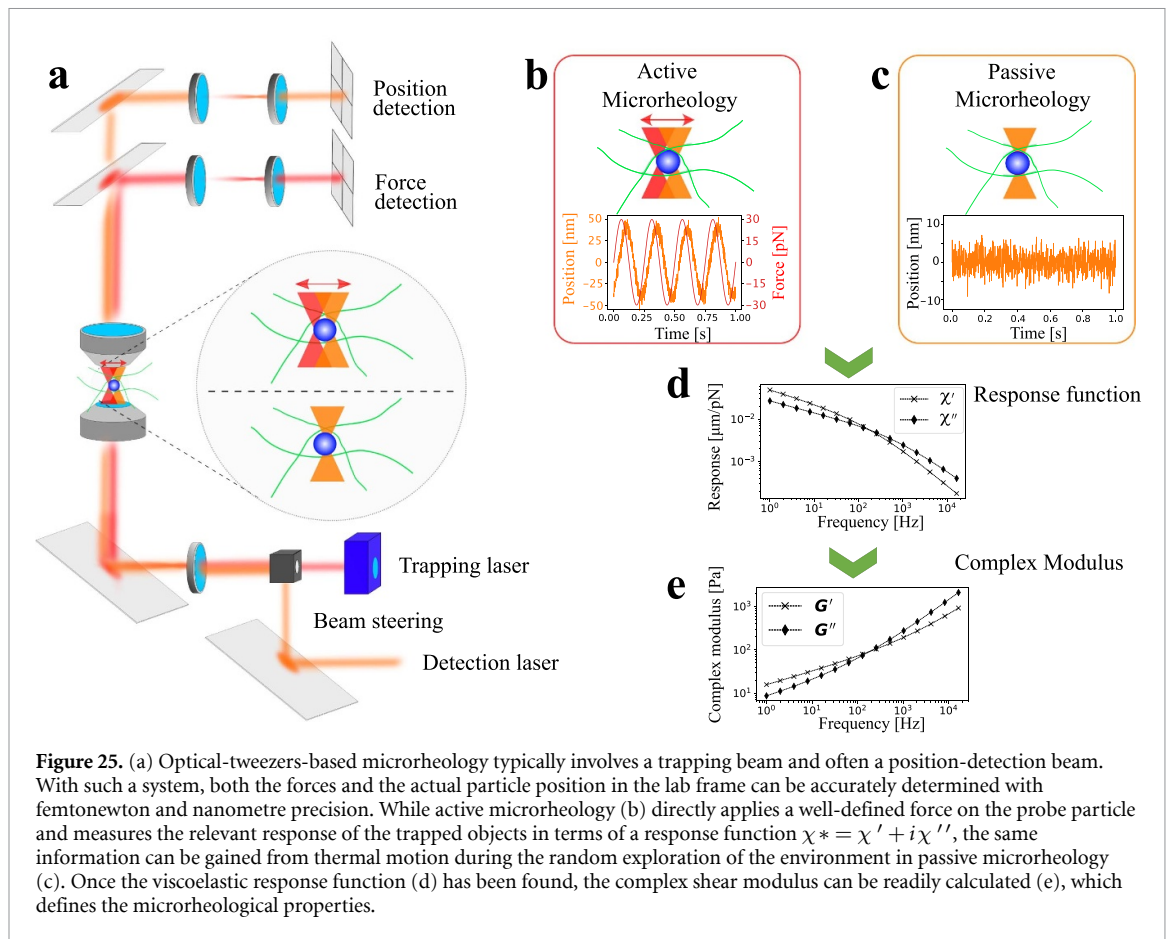 a
Position
detection
Force
detection
Trapping laser
Beam steering
Detection laser
b
Active
Microrheology
Position [nm]
50
25
0
−25
−50
30
15
0
−15
−30
Force [pN]
0.00 0.25 0.50 0.75 1.00
Time [s]
c
Passive
Microrheology
Position [nm]
10
0
−10
0.0 0.2 0.4 0.6 0.8 1.0
Time [s]
d
Response function
Response [μm/pN]
10⁻²
10⁻³
χ′
χ″
10⁰ 10¹ 10² 10³ 10⁴
Frequency [Hz]
e
Complex Modulus
Complex modulus [Pa]
10³
10²
10¹
G′
G″
10⁰ 10¹ 10² 10³ 10⁴
Frequency [Hz]
Figure 25. (a) Optical-tweezers-based microrheology typically involves a trapping beam and often a position-detection beam.
With such a system, both the forces and the actual particle position in the lab frame can be accurately determined with
femtonewton and nanometre precision. While active microrheology (b) directly applies a well-defined force on the probe particle
and measures the relevant response of the trapped objects in terms of a response function χ∗ = χ ′ + iχ ′′, the same
information can be gained from thermal motion during the random exploration of the environment in passive microrheology
(c). Once the viscoelastic response function (d) has been found, the complex shear modulus can be readily calculated (e), which
defines the microrheological properties.